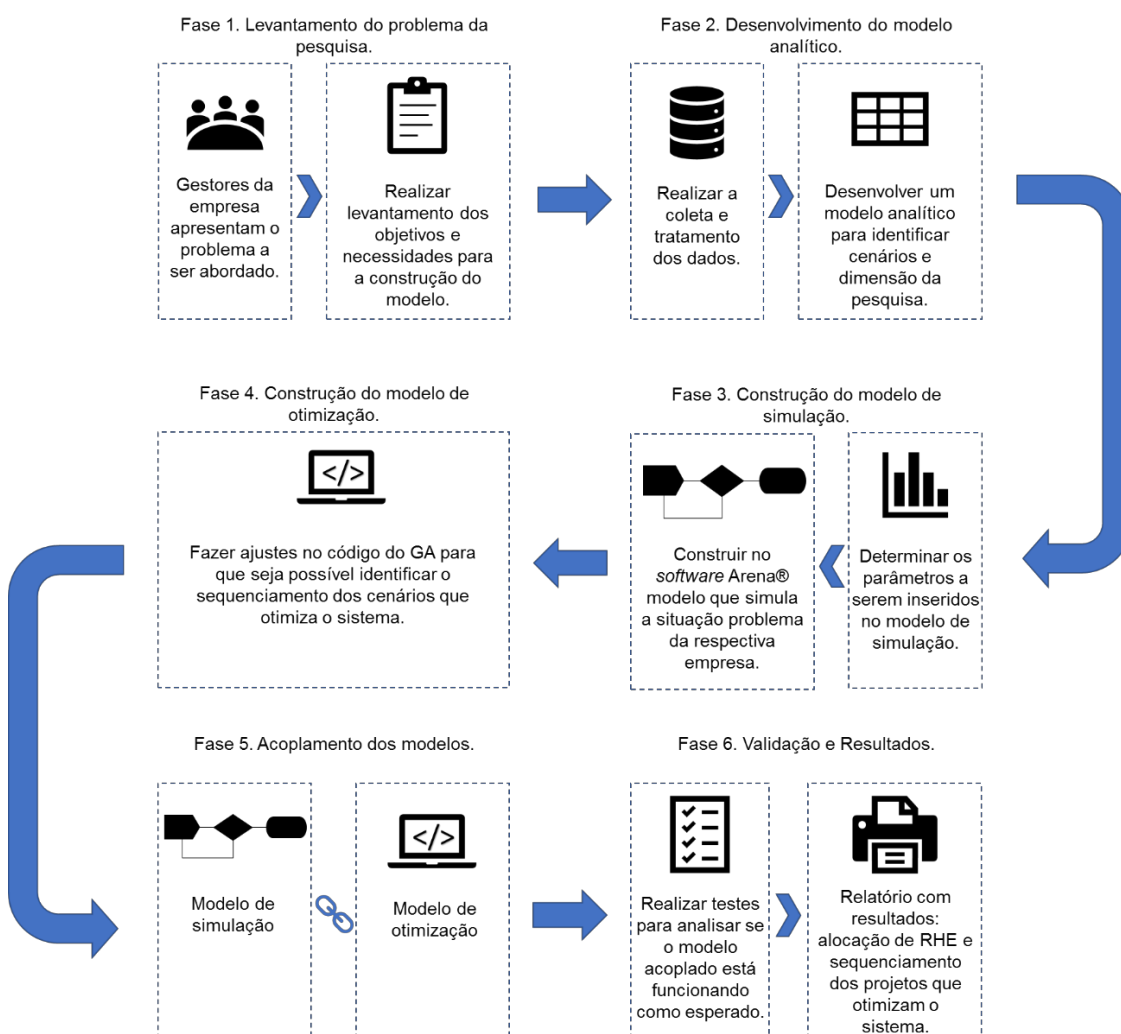 Fase 1. Levantamento do problema da
pesquisa.
Gestores da
empresa
apresentam o
problema a
ser abordado.
Realizar
levantamento dos
objetivos e
necessidades para
a construção do
modelo.
Fase 2. Desenvolvimento do modelo
analítico.
Realizar a
coleta e
tratamento
dos dados.
Desenvolver um
modelo analítico
para identificar
cenários e
dimensão da
pesquisa.
Fase 3. Construção do modelo de
simulação.
Determinar os
parâmetros a
serem inseridos
no modelo de
simulação.
Construir no
software Arena®
modelo que simula
a situação problema
da respectiva
empresa.
Fase 4. Construção do modelo de
otimização.
</>
Fazer ajustes no código do GA para
que seja possível identificar o
sequenciamento dos cenários que
otimiza o sistema.
Fase 5. Acoplamento dos modelos.
Modelo de
simulação
</>
Modelo de
otimização
Fase 6. Validação e Resultados.
Realizar testes
para analisar se
o modelo
acoplado está
funcionando
como esperado.
Relatório com
resultados:
alocação de RHE e
sequenciamento
dos projetos que
otimizam o
sistema.